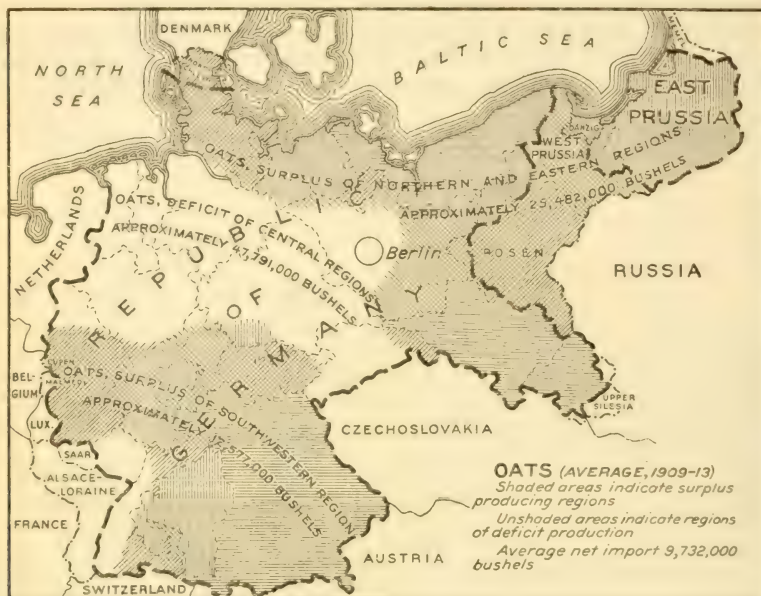 DENMARK
NORTH
SEA
BALTIC SEA
MEMEL
EAST
PRUSSIA
DANZIG
WEST
PRUSSIA
OATS, SURPLUS OF NORTHERN AND EASTERN REGIONS
APPROXIMATELY 25,482,000 BUSHELS
NETHERLANDS
OATS, DEFICIT OF CENTRAL REGIONS
APPROXIMATELY 47,791,000 BUSHELS
Berlin
POSEN
RUSSIA
REPUBLIC
OF
GERMANY
EUPEN
MALMEDY
BEL-
GIUM
OATS, SURPLUS OF SOUTHWESTERN REGION
APPROXIMATELY 12,577,000 BUSHELS
UPPER
SILESIA
LUX.
SAAR
CZECHOSLOVAKIA
ALSACE-
LORAINE
FRANCE
AUSTRIA
SWITZERLAND
OATS (AVERAGE, 1909-13)
Shaded areas indicate surplus
producing regions
Unshaded areas indicate regions
of deficit production
Average net import 9,732,000
bushels